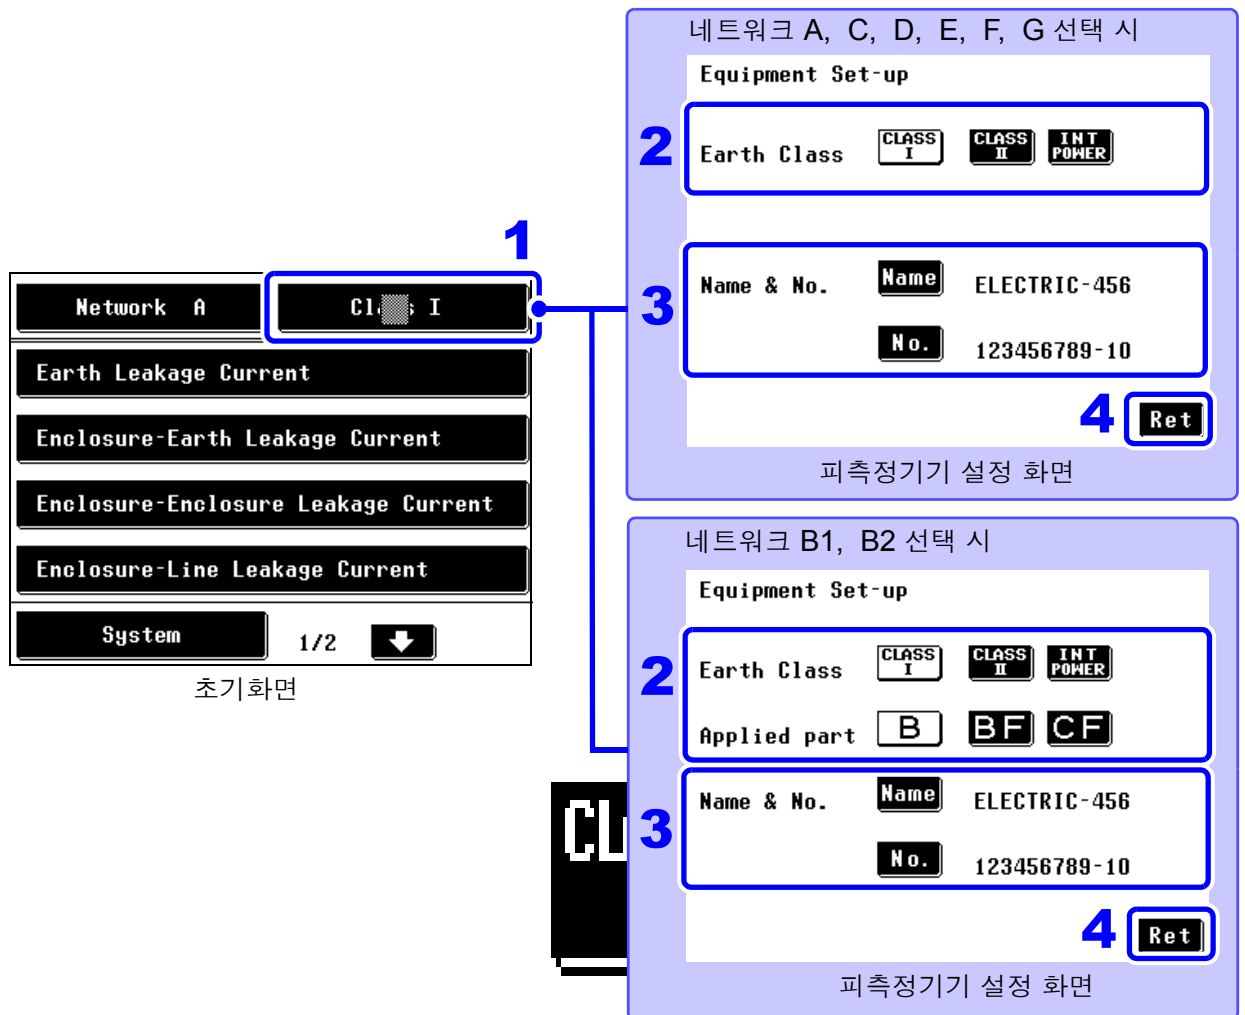 네트워크 A, C, D, E, F, G 선택 시
Equipment Set-up
2
Earth Class CLASS I CLASS II INT POWER
3
Name & No. Name ELECTRIC-456
No. 123456789-10
4
Ret
피측정기기 설정 화면
1
Network A
I
Earth Leakage Current
Enclosure-Earth Leakage Current
Enclosure-Enclosure Leakage Current
Enclosure-Line Leakage Current
System 1/2
초기화면
네트워크 B1, B2 선택 시
Equipment Set-up
2
Earth Class CLASS I CLASS II INT POWER
Applied part B BF CF
3
Name & No. Name ELECTRIC-456
No. 123456789-10
4
Ret
피측정기기 설정 화면